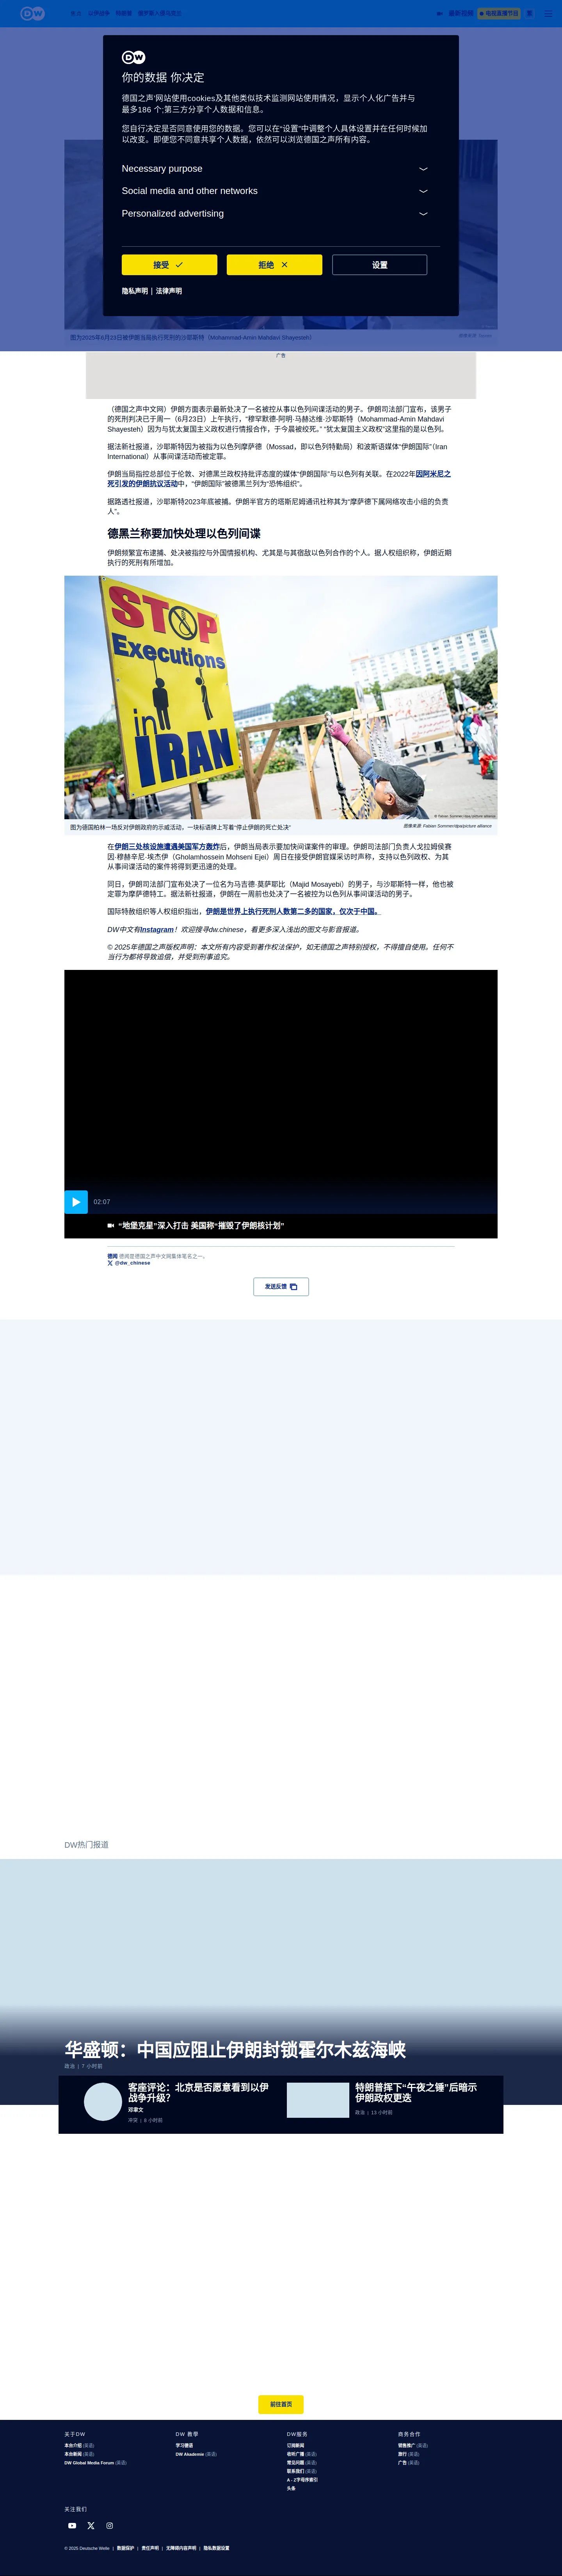 DW
以伊战争
特朗普
俄罗斯入侵乌克兰
最新视频
电视直播节目
DW
你的数据 你决定
德国之声'网站使用cookies及其他类似技术监测网站使用情况，显示个人化广告并与
最多186 个;第三方分享个人数据和信息。
您自行决定是否同意使用您的数据。您可以在“设置”中调整个人具体设置并在任何时候加
以改变。即便您不同意共享个人数据，依然可以浏览德国之声所有内容。
Necessary purpose
Social media and other networks
Personalized advertising
接受
拒绝
设置
隐私声明 | 法律声明
图为2025年6月23日被伊朗当局执行死刑的沙耶斯特（Mohammad-Amin Mahdavi Shayesteh）
广告
（德国之声中文网）伊朗方面表示最新处决了一名被控从事以色列间谍活动的男子。伊朗司法部门宣布，该男子
的死刑判决已于周一（6月23日）上午执行，“穆罕默德-阿明·马赫达维·沙耶斯特（Mohammad-Amin Mahdavi
Shayesteh）因为与犹太复国主义政权进行情报合作，于今晨被绞死。” “犹太复国主义政权”这里指的是以色列。
据法新社报道，沙耶斯特因为被指为以色列摩萨德（Mossad，即以色列特勤局）和波斯语媒体“伊朗国际”（Iran
International）从事间谍活动而被定罪。
伊朗当局指控总部位于伦敦、对德黑兰政权持批评态度的媒体“伊朗国际”与以色列有关联。在2022年因阿米尼之
死引发的伊朗抗议活动中，“伊朗国际”被德黑兰列为“恐怖组织”。
据路透社报道，沙耶斯特2023年底被捕。伊朗半官方的塔斯尼姆通讯社称其为“摩萨德下属网络攻击小组的负责
人”。
德黑兰称要加快处理以色列间谍
伊朗频繁宣布逮捕、处决被指控与外国情报机构、尤其是与其宿敌以色列合作的个人。据人权组织称，伊朗近期
执行的死刑有所增加。
STOP
Executions
in
IRAN
图为德国柏林一场反对伊朗政府的示威活动，一块标语牌上写着“停止伊朗的死亡处决”
图像来源: Fabian Sommer/dpa/picture alliance
在伊朗三处核设施遭遇美国军方轰炸后，伊朗当局表示要加快间谍案件的审理。伊朗司法部门负责人戈拉姆侯赛
因·穆赫辛尼·埃杰伊（Gholamhossein Mohseni Ejei）周日在接受伊朗官媒采访时声称，支持以色列政权、为其
从事间谍活动的案件将得到更迅速的处理。
同日，伊朗司法部门宣布处决了一位名为马吉德·莫萨耶比（Majid Mosayebi）的男子，与沙耶斯特一样，他也被
定罪为摩萨德特工。据法新社报道，伊朗在一周前也处决了一名被控为以色列从事间谍活动的男子。
国际特赦组织等人权组织指出，伊朗是世界上执行死刑人数第二多的国家，仅次于中国。
DW中文有Instagram！欢迎搜寻dw.chinese，看更多深入浅出的图文与影音报道。
© 2025年德国之声版权声明：本文所有内容受到著作权法保护，如无德国之声特别授权，不得擅自使用。任何不
当行为都将导致追偿，并受到刑事追究。
02:07
“地堡克星”深入打击 美国称“摧毁了伊朗核计划”
德闻 德闻是德国之声中文网集体笔名之一。
@dw_chinese
发送反馈
DW热门报道
华盛顿：中国应阻止伊朗封锁霍尔木兹海峡
政治 | 7 小时前
客座评论：北京是否愿意看到以伊
战争升级？
邓聿文
冲突 | 8 小时前
特朗普挥下“午夜之锤”后暗示
伊朗政权更迭
政治 | 13 小时前
前往首页
关于DW
本台介绍 (英语)
本台新闻 (英语)
DW Global Media Forum (英语)
DW 教學
学习德语
DW Akademie (英语)
DW服务
订阅新闻
收听广播 (英语)
常见问题 (英语)
联系我们 (英语)
A - Z字母序索引
头条
商务合作
销售推广 (英语)
旅行 (英语)
广告 (英语)
关注我们
© 2025 Deutsche Welle | 数据保护 | 责任声明 | 无障碍内容声明 | 隐私数据设置